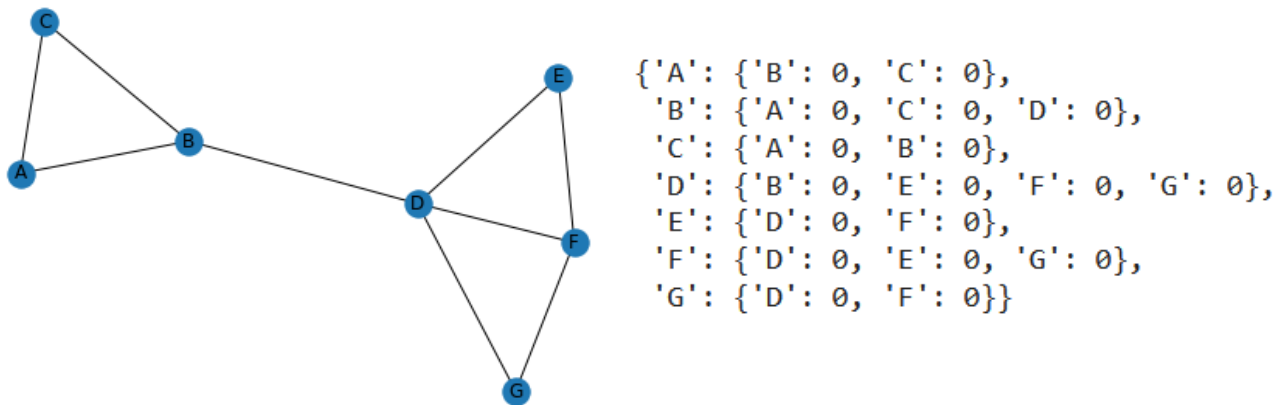 C
E
B
A
D
F
G
{'A': {'B': 0, 'C': 0},
'B': {'A': 0, 'C': 0, 'D': 0},
'C': {'A': 0, 'B': 0},
'D': {'B': 0, 'E': 0, 'F': 0, 'G': 0},
'E': {'D': 0, 'F': 0},
'F': {'D': 0, 'E': 0, 'G': 0},
'G': {'D': 0, 'F': 0}}